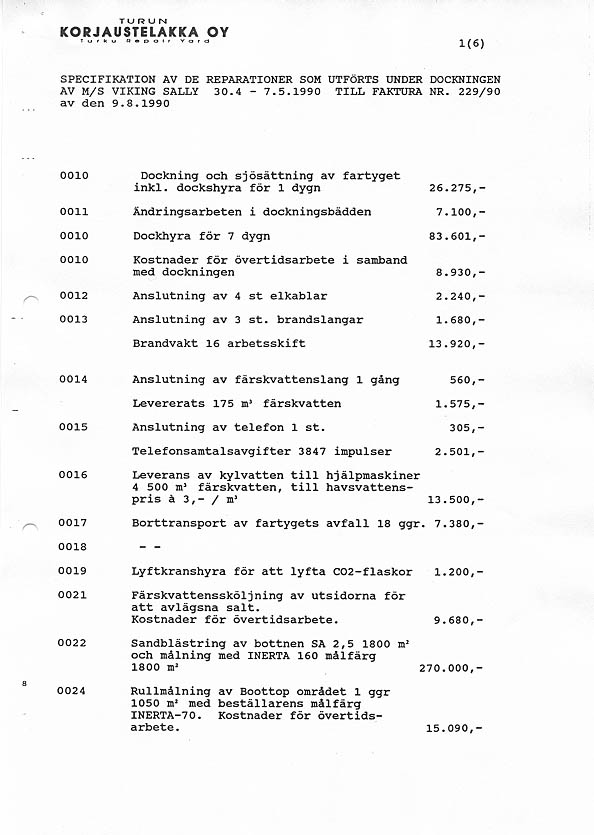 TURUN
KORJAUSTELAKKA OY
Turku Repair Yard
1(6)
SPECIFIKATION AV DE REPARATIONER SOM UTFÖRTS UNDER DOCKNINGEN
AV M/S VIKING SALLY 30.4 - 7.5.1990 TILL FAKTURA NR. 229/90
av den 9.8.1990
0010 Dockning och sjösättning av fartyget
inkl. dockshyra för 1 dygn 26.275,-
0011 Ändringsarbeten i dockningsbädden 7.100,-
0010 Dockhyra för 7 dygn 83.601,-
0010 Kostnader för övertidsarbete i samband
med dockningen 8.930,-
0012 Anslutning av 4 st elkablar 2.240,-
0013 Anslutning av 3 st. brandslangar 1.680,-
Brandvakt 16 arbetsskift 13.920,-
0014 Anslutning av färskvattenslang 1 gång 560,-
Levererats 175 m³ färskvatten 1.575,-
0015 Anslutning av telefon 1 st. 305,-
Telefonsamtalsavgifter 3847 impulser 2.501,-
0016 Leverans av kylvatten till hjälpmaskiner
4 500 m³ färskvatten, till havsvattens-
pris à 3,- / m³ 13.500,-
0017 Borttransport av fartygets avfall 18 ggr. 7.380,-
0018 - -
0019 Lyftkranshyra för att lyfta CO2-flaskor 1.200,-
0021 Färskvattenssköljning av utsidorna för
att avlägsna salt.
Kostnader för övertidsarbete. 9.680,-
0022 Sandblästring av bottnen SA 2,5 1800 m²
och målning med INERTA 160 målfärg
1800 m² 270.000,-
8
0024 Rullmålning av Boottop området 1 ggr
1050 m² med beställarens målfärg
INERTA-70. Kostnader för övertids-
arbete. 15.090,-